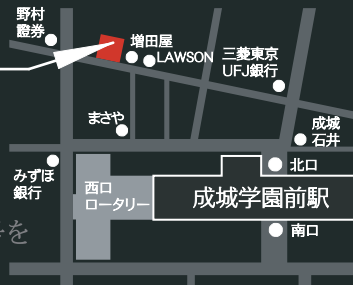 野村
證券
増田屋
LAWSON
三菱東京
UFJ銀行
まさや
成城
石井
みずほ
銀行
北口
西口
ロータリー
成城学園前駅
南口
を